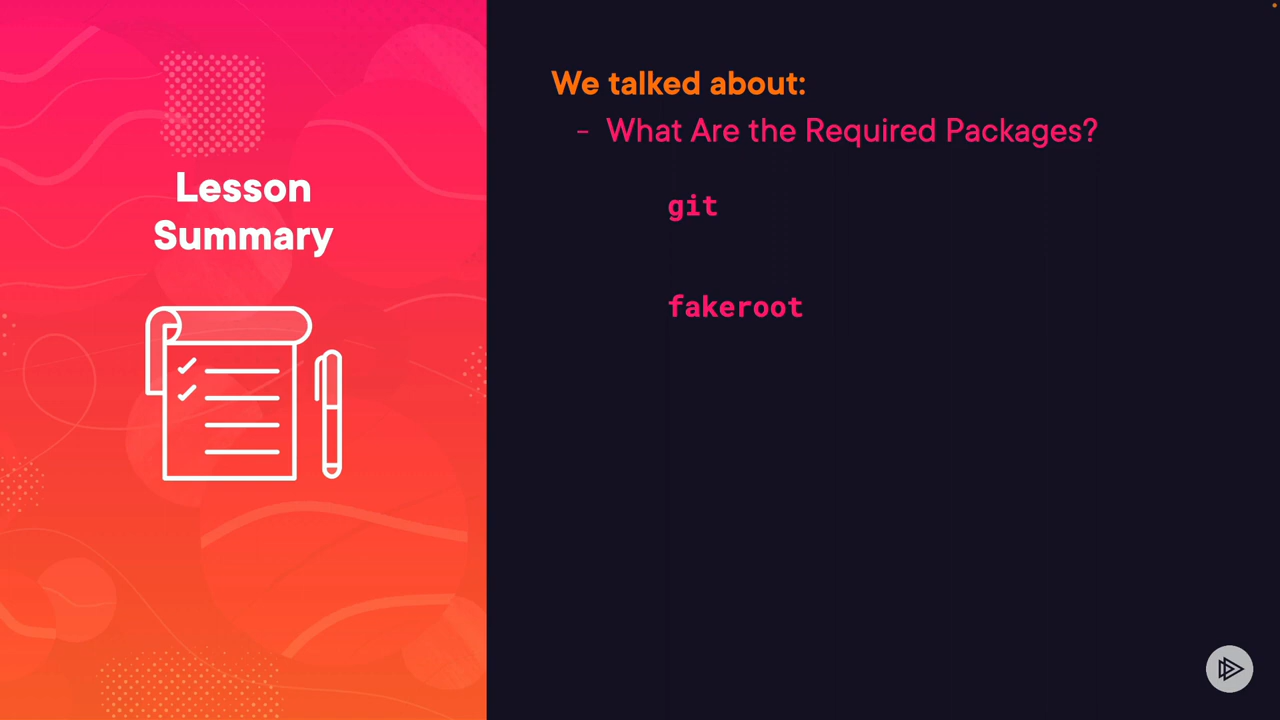 Lesson
Summary
We talked about:
- What Are the Required Packages?
git
fakeroot